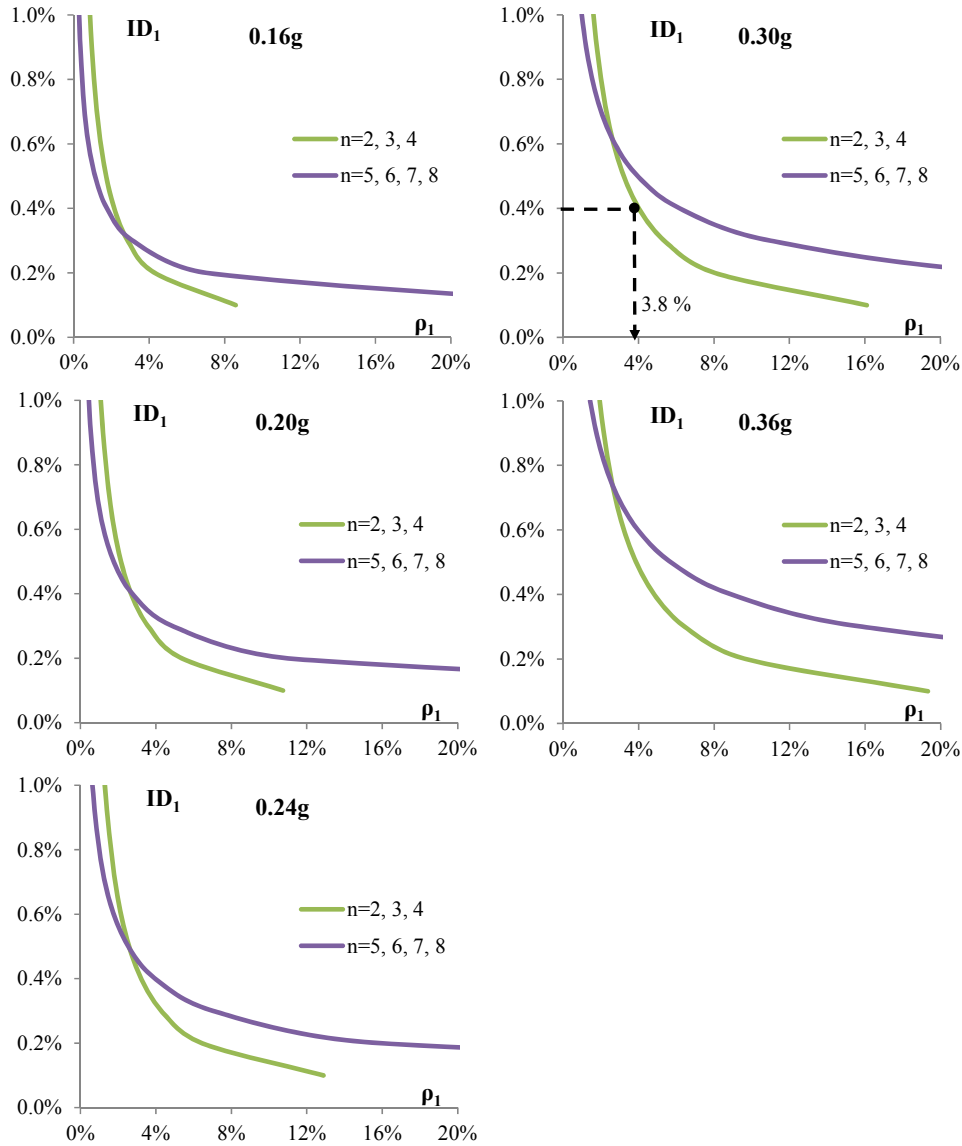 ID₁ 0.16g
1.0%
0.8%
0.6%
0.4%
0.2%
0.0%
n=2, 3, 4
n=5, 6, 7, 8
ρ₁
0% 4% 8% 12% 16% 20%
ID₁ 0.30g
1.0%
0.8%
0.6%
0.4%
0.2%
0.0%
n=2, 3, 4
n=5, 6, 7, 8
3.8 %
ρ₁
0% 4% 8% 12% 16% 20%
ID₁ 0.20g
1.0%
0.8%
0.6%
0.4%
0.2%
0.0%
n=2, 3, 4
n=5, 6, 7, 8
ρ₁
0% 4% 8% 12% 16% 20%
ID₁ 0.36g
1.0%
0.8%
0.6%
0.4%
0.2%
0.0%
n=2, 3, 4
n=5, 6, 7, 8
ρ₁
0% 4% 8% 12% 16% 20%
ID₁ 0.24g
1.0%
0.8%
0.6%
0.4%
0.2%
0.0%
n=2, 3, 4
n=5, 6, 7, 8
ρ₁
0% 4% 8% 12% 16% 20%